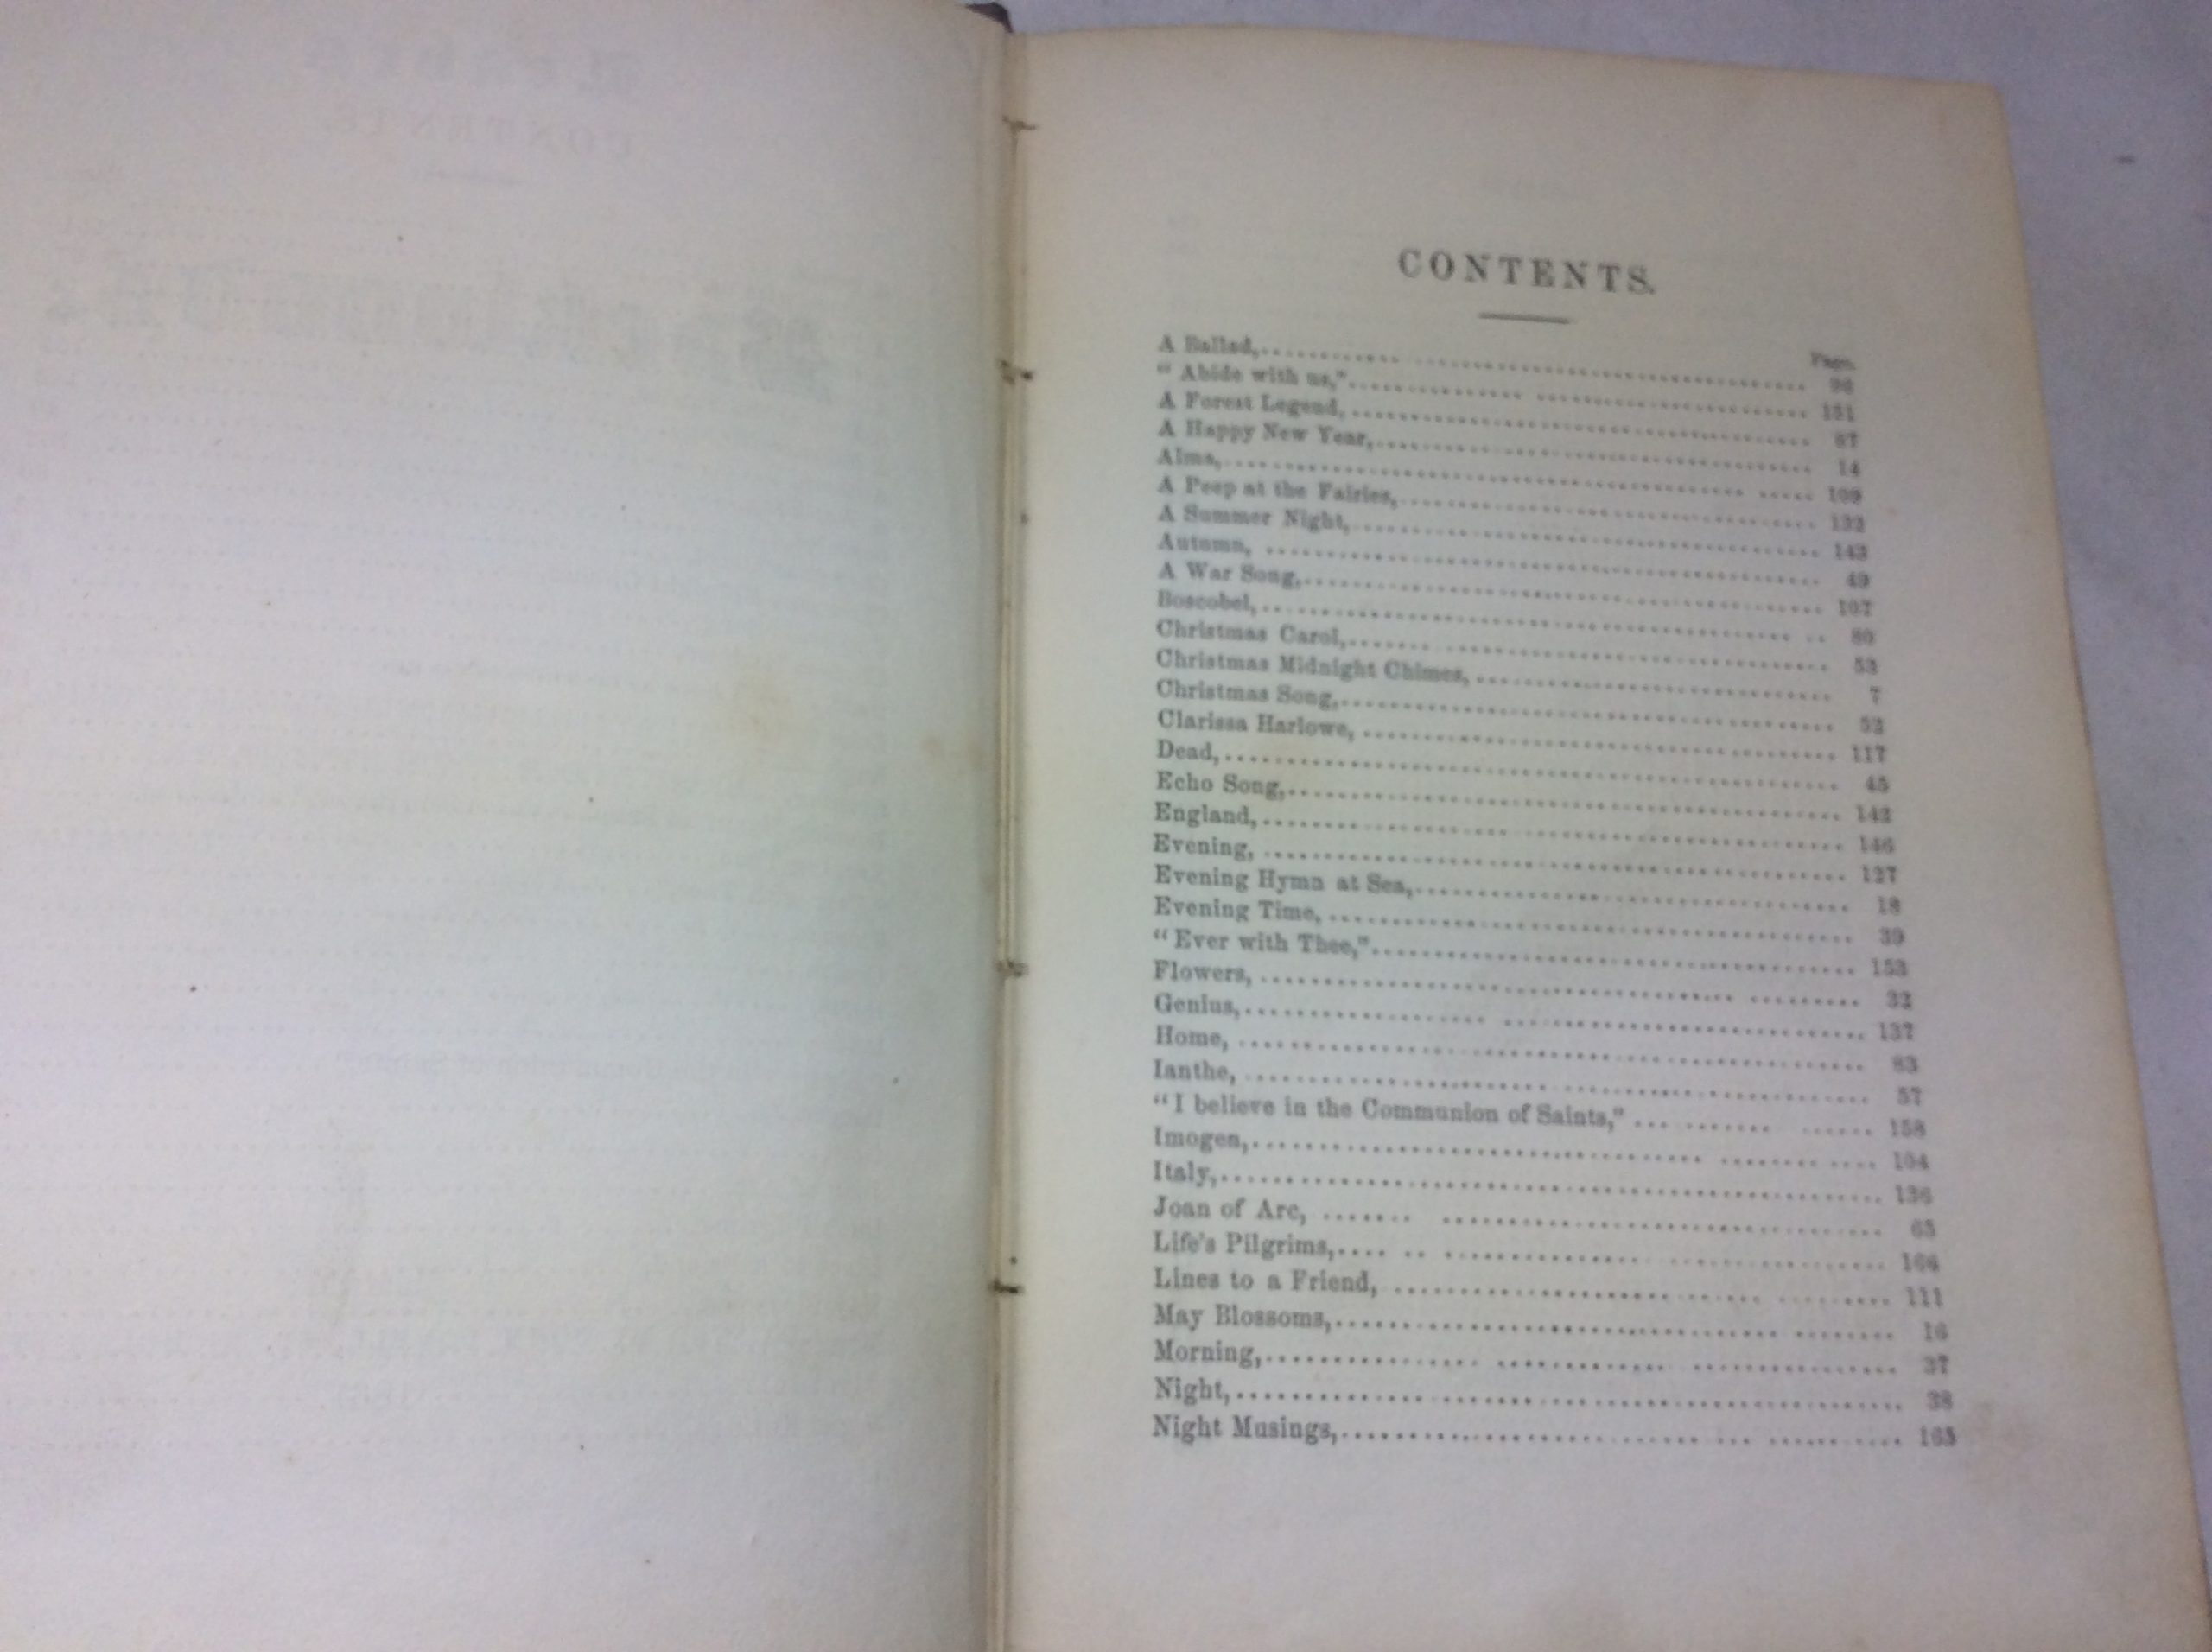 CONTENTS.
Page.
A Ballad, 96
“Abide with us,” 151
A Forest Legend, 67
A Happy New Year, 14
Alma, 109
A Peep at the Fairies, 132
A Summer Night, 143
Autumn, 49
A War Song, 107
Boscobel, 80
Christmas Carol, 53
Christmas Midnight Chimes, 7
Christmas Song, 52
Clarissa Harlowe, 117
Dead, 45
Echo Song, 142
England, 146
Evening, 127
Evening Hymn at Sea, 18
Evening Time, 39
“Ever with Thee,” 153
Flowers, 32
Genius, 137
Home, 83
Ianthe, 57
“I believe in the Communion of Saints,” 158
Imogen, 104
Italy, 136
Joan of Arc, 65
Life's Pilgrims, 166
Lines to a Friend, 111
May Blossoms, 16
Morning, 37
Night, 38
Night Musings, 165